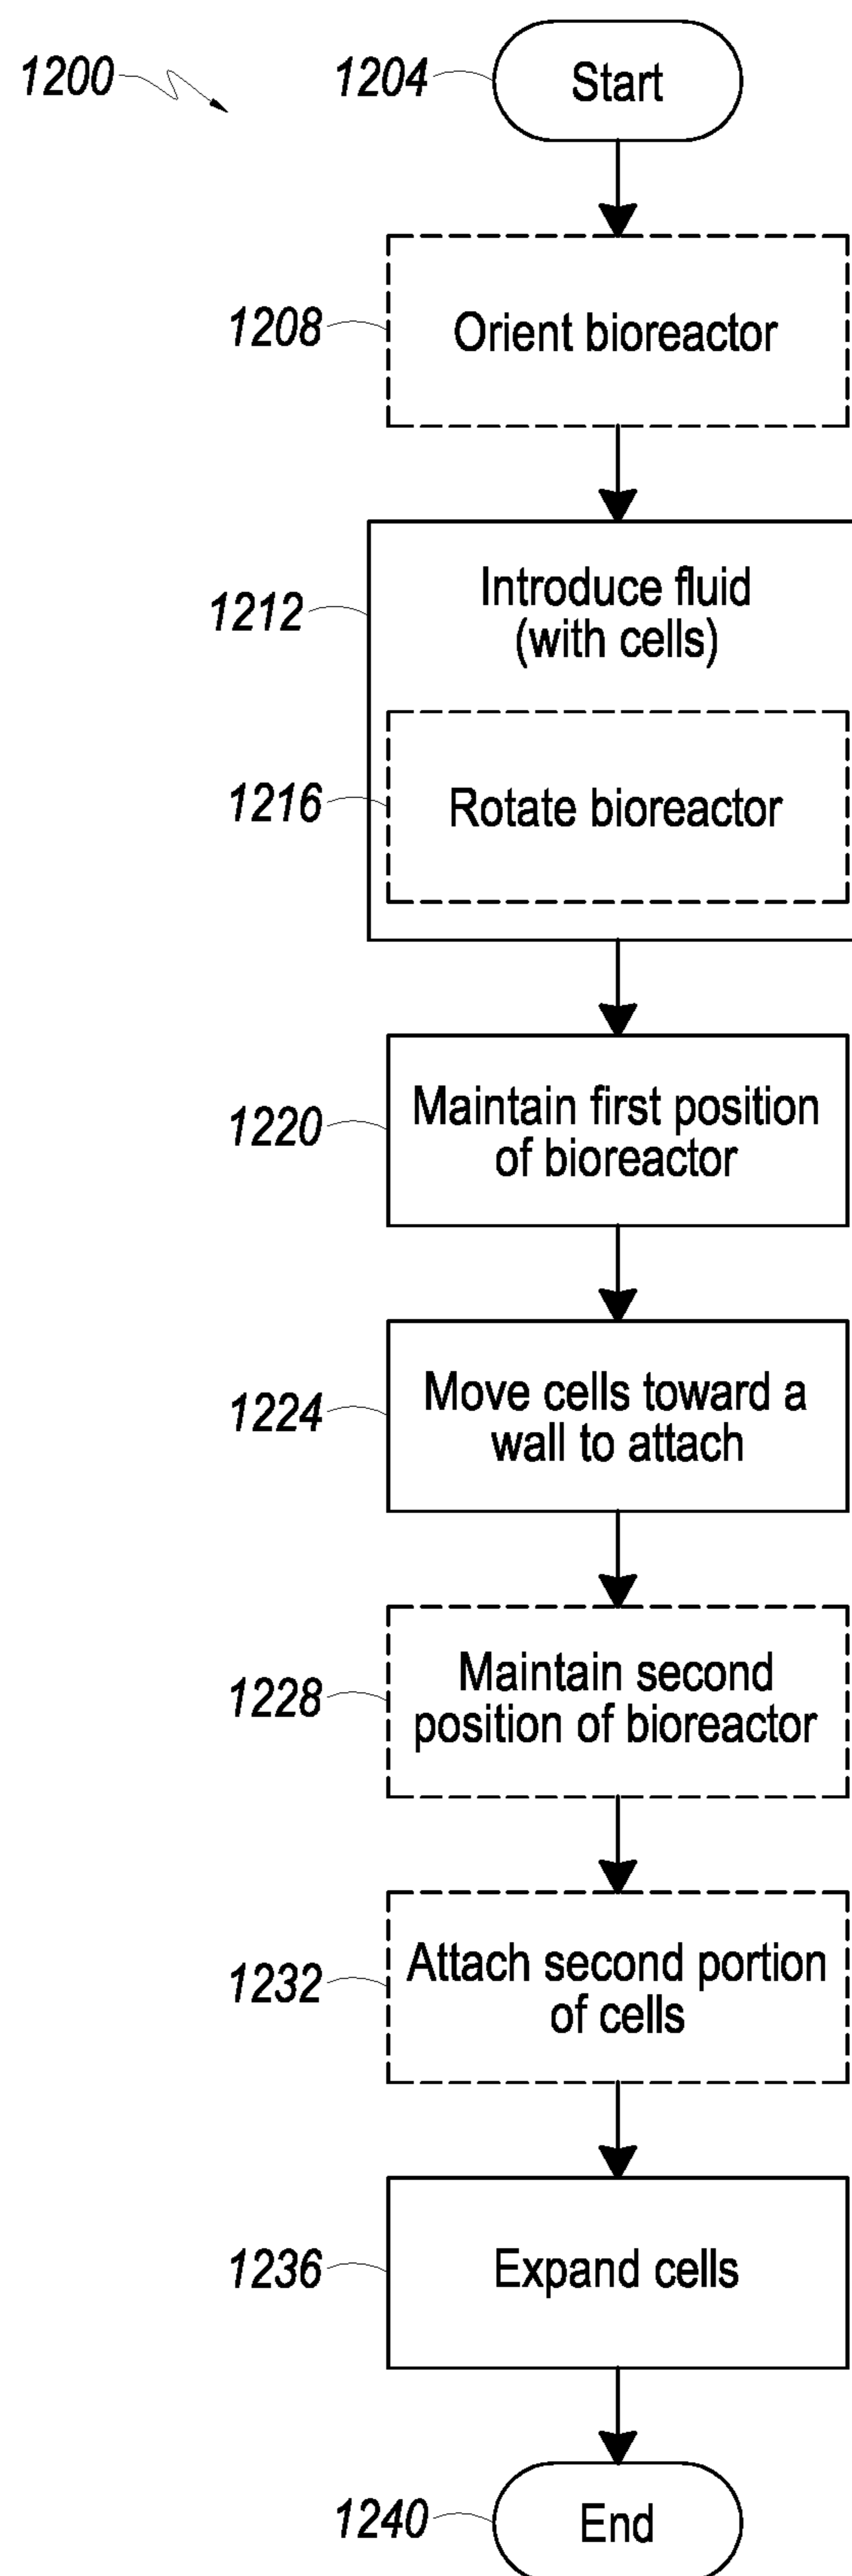 1200
1204
Start
1208
Orient bioreactor
1212
Introduce fluid
(with cells)
1216
Rotate bioreactor
1220
Maintain first position
of bioreactor
1224
Move cells toward a
wall to attach
1228
Maintain second
position of bioreactor
1232
Attach second portion
of cells
1236
Expand cells
1240
End